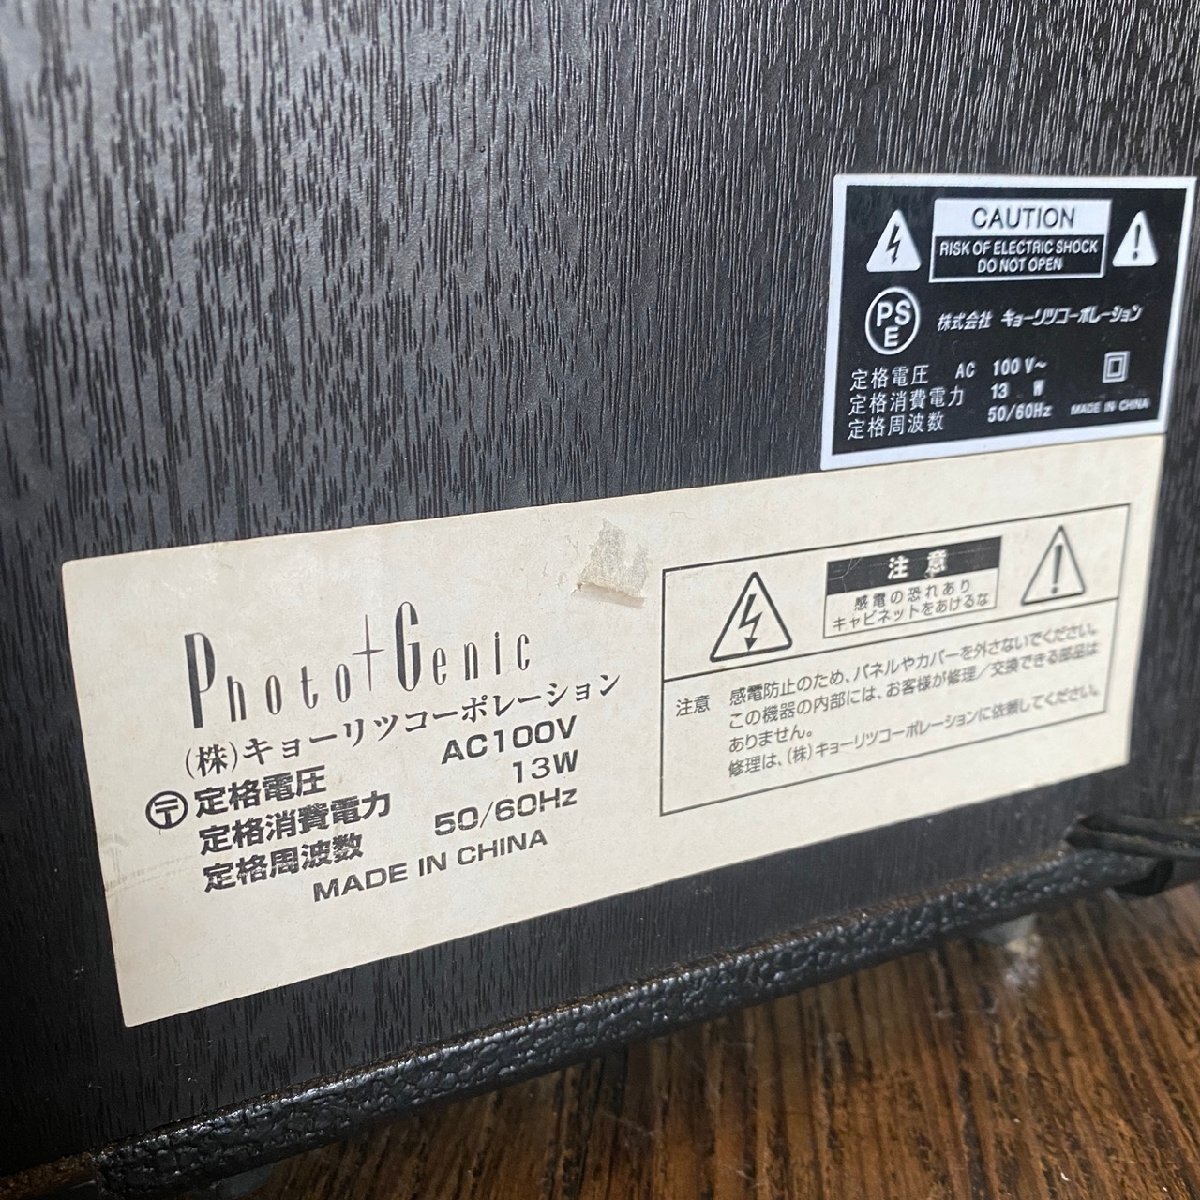 CAUTION
RISK OF ELECTRIC SHOCK
DO NOT OPEN
PS
E
株式会社 キョーリツコーポレーション
定格電圧 AC 100V~
定格消費電力 13 W
定格周波数 50/60Hz MADE IN CHINA
Photo Genic
(株)キョーリツコーポレーション
定格電圧 AC100V
定格消費電力 13W
定格周波数 50/60Hz
MADE IN CHINA
注意
感電の恐れあり
キャビネットをあけるな
注意 感電防止のため、パネルやカバーを外さないでください。
この機器の内部には、お客様が修理/交換できる部品は
ありません。
修理は、(株)キョーリツコーポレーションに依頼してください。